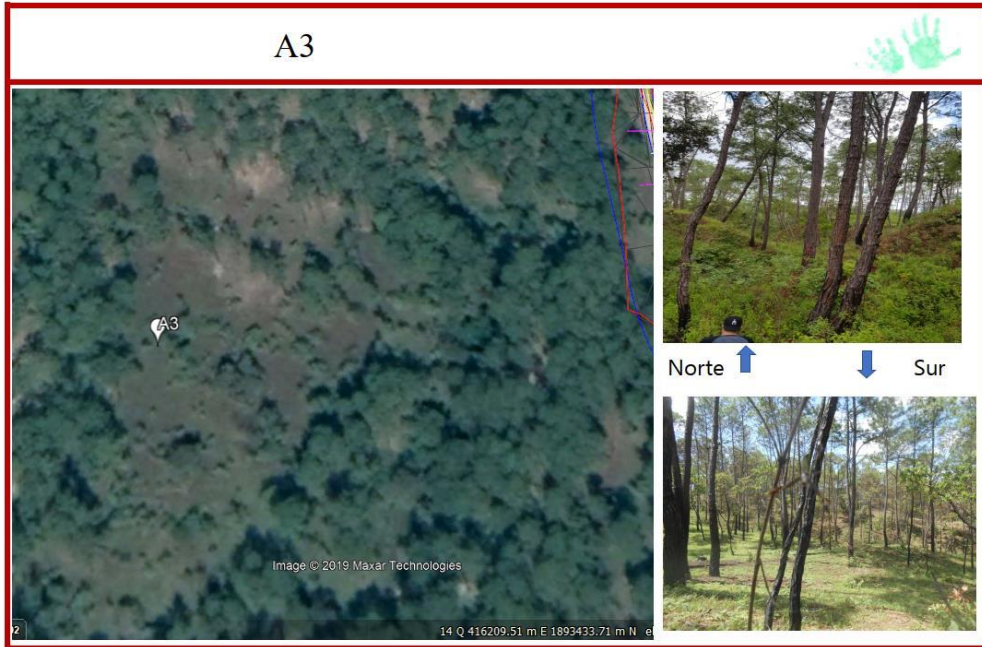 A3
A3
Norte
Sur
Image © 2019 Maxar Technologies
14 Q 416209.51 m E 1893433.71 m N